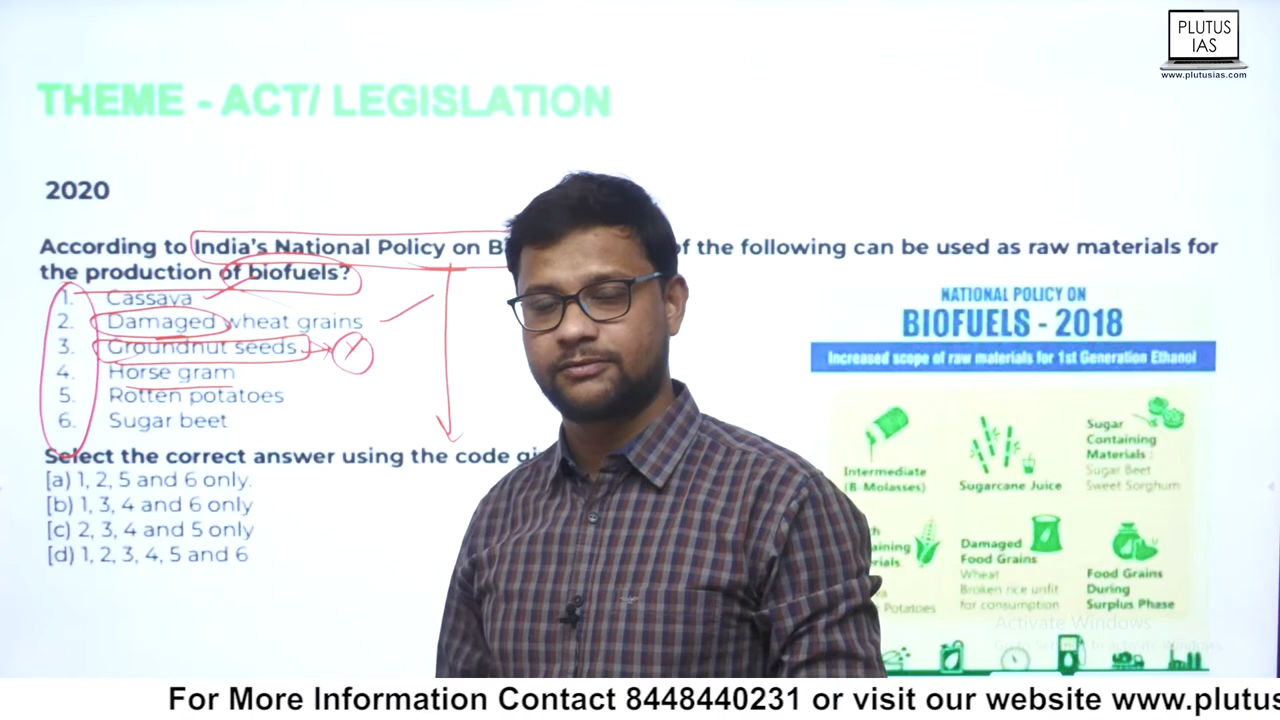 PLUTUS
IAS
www.plutusias.com
THEME - ACT/ LEGISLATION
2020
According to India's National Policy on of the following can be used as raw materials for
the production of biofuels?
1. Cassava
2. Damaged wheat grains
3. Groundnut seeds
4. Horse gram
5. Rotten potatoes
6. Sugar beet
Select the correct answer using the code
[a) 1, 2, 5 and 6 only.
[b) 1, 3, 4 and 6 only
[c) 2, 3, 4 and 5 only
[d) 1, 2, 3, 4, 5 and 6
NATIONAL POLICY ON
BIOFUELS - 2018
Increased scope of raw materials for 1st Generation Ethanol
Intermediate
(B-Molasses)
Sugarcane Juice
Sugar
Containing
Materials :
Sugar Beet
Sweet Sorghum
Potatoes
Damaged
Food Grains
Wheat
Broken rice unfit
for consumption
Food Grains
During
Surplus Phase
Activate Windows
Go to Settings to activate Windows.
For More Information Contact 8448440231 or visit our website www.plutus